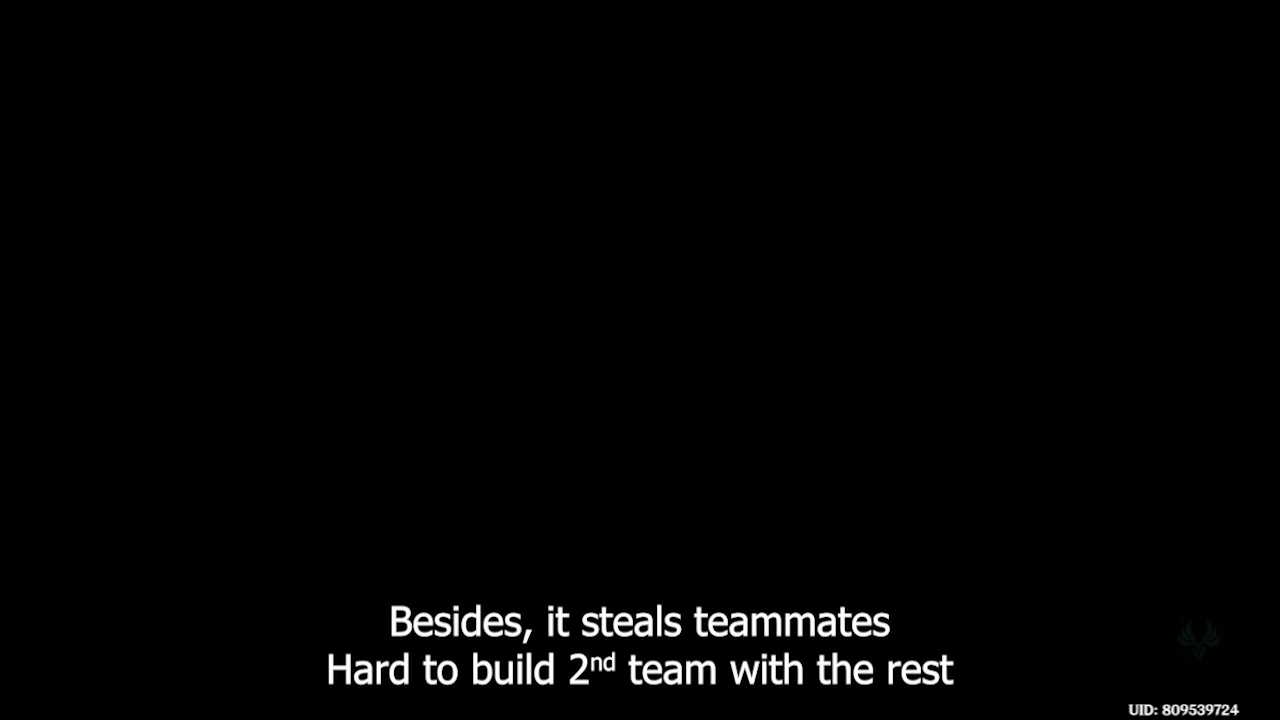 Besides, it steals teammates
Hard to build 2nd team with the rest
UID: 809539724